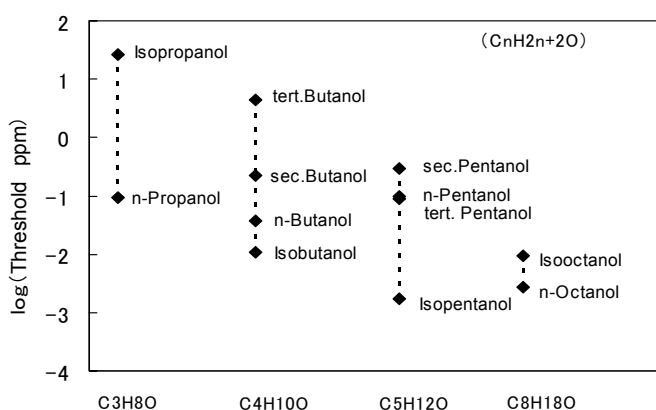 2
1
0
−1
−2
−3
−4
log(Threshold ppm)
(CnH2n+2O)
Isopropanol
n-Propanol
tert.Butanol
sec.Butanol
n-Butanol
Isobutanol
sec.Pentanol
n-Pentanol
tert. Pentanol
Isopentanol
Isooctanol
n-Octanol
C3H8O
C4H10O
C5H12O
C8H18O